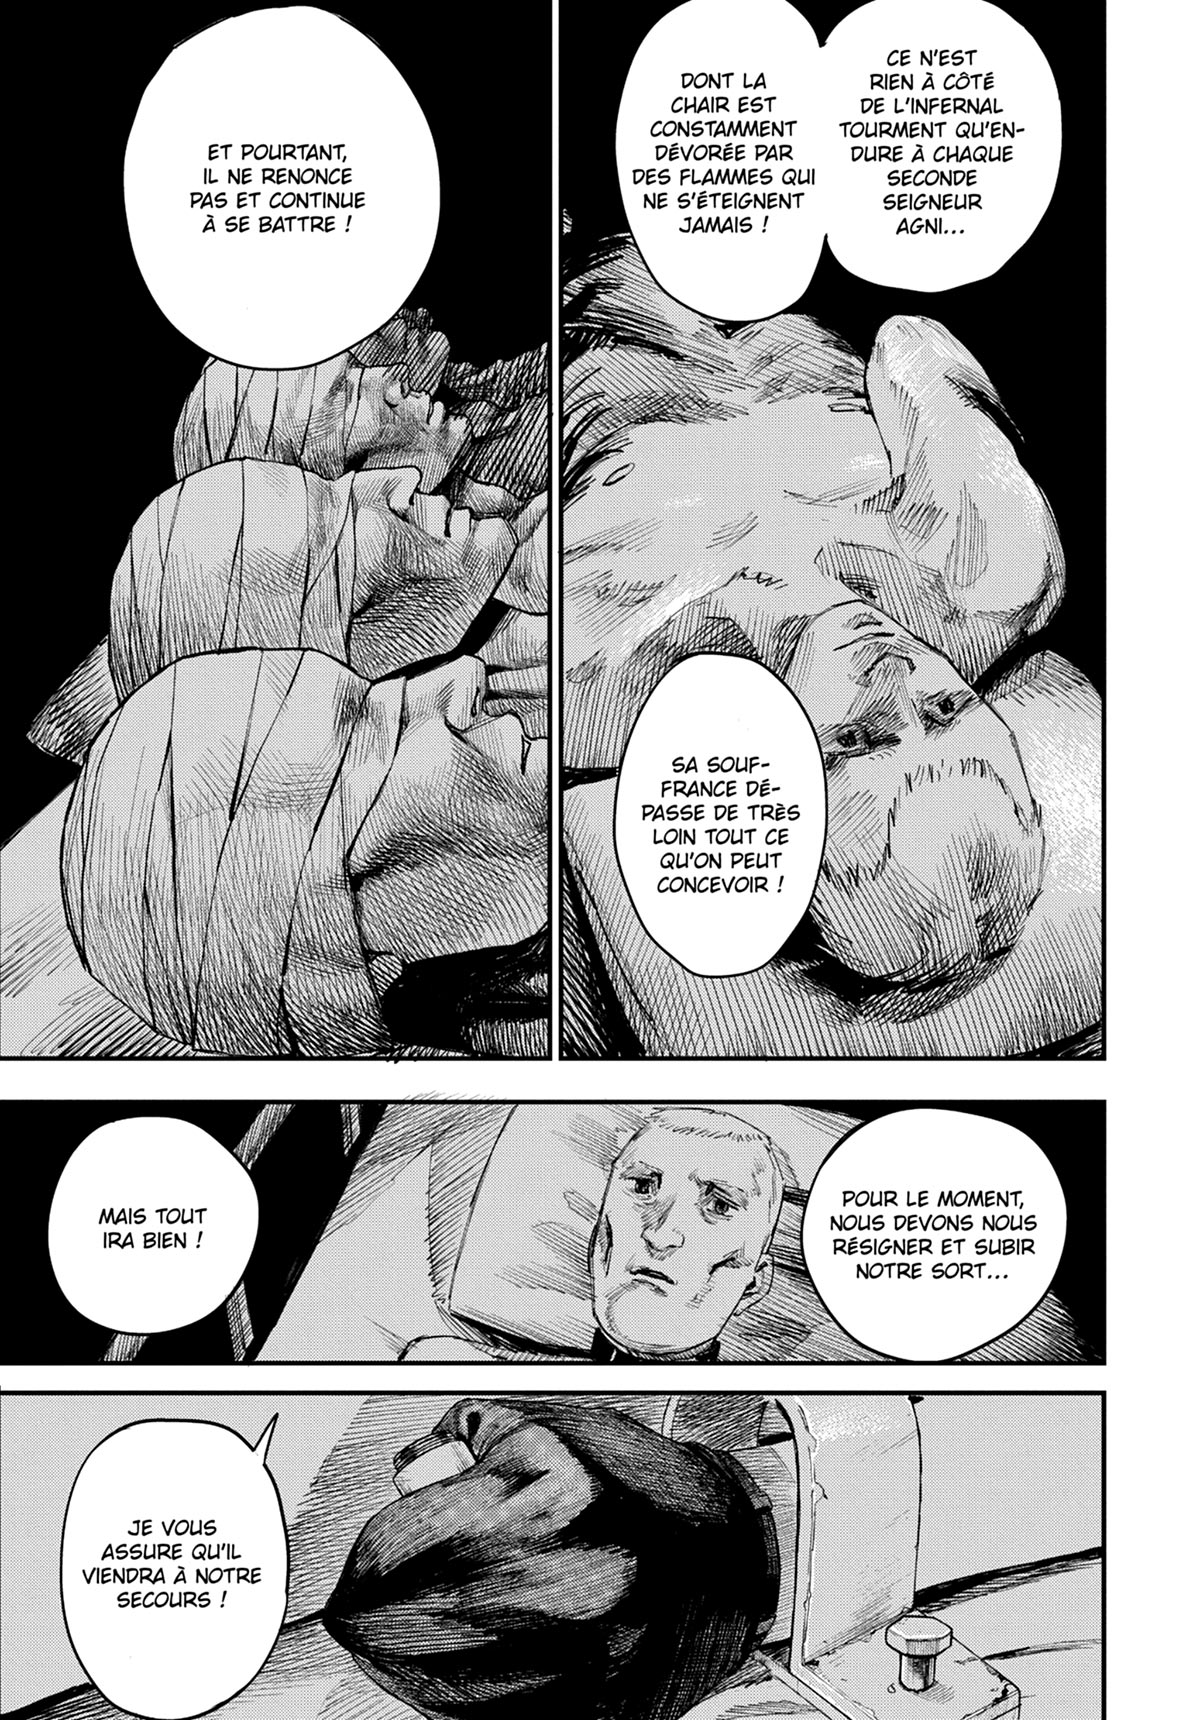 CE N'EST
RIEN À CÔTÉ
DE L'INFERNAL
TOURMENT QU'EN-
DURE À CHAQUE
SECONDE
SEIGNEUR
AGNI...
DONT LA
CHAIR EST
CONSTAMMENT
DÉVORÉE PAR
DES FLAMMES QUI
NE S'ÉTEIGNENT
JAMAIS !
SA SOUF-
FRANCE DÉ-
PASSE DE TRÈS
LOIN TOUT CE
QU'ON PEUT
CONCEVOIR !
ET POURTANT,
IL NE RENONCE
PAS ET CONTINUE
À SE BATTRE !
POUR LE MOMENT,
NOUS DEVONS NOUS
RÉSIGNER ET SUBIR
NOTRE SORT...
MAIS TOUT
IRA BIEN !
JE VOUS
ASSURE QU'IL
VIENDRA À NOTRE
SECOURS !